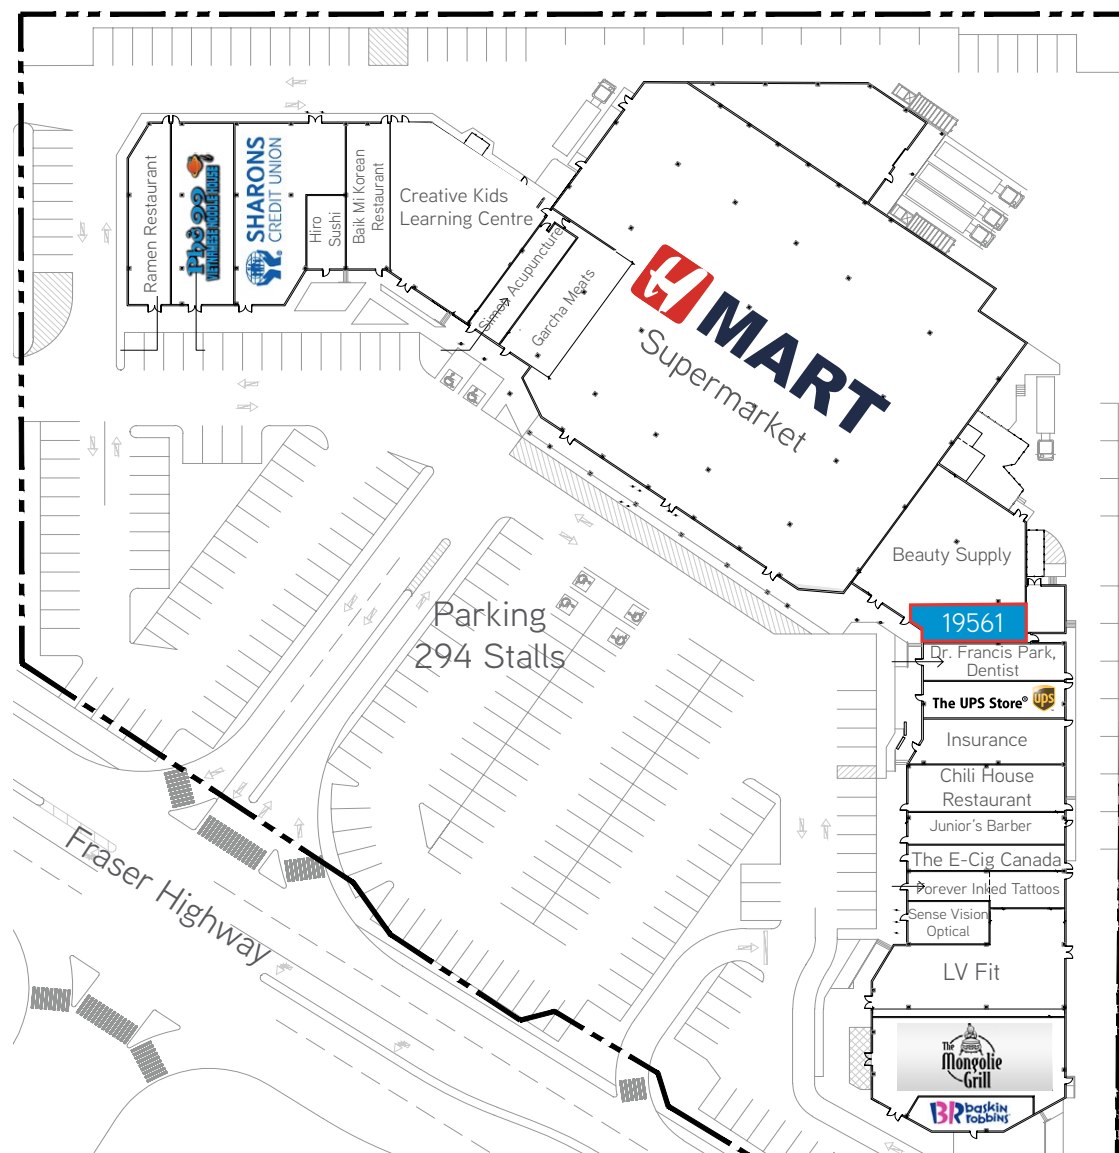 Ramen Restaurant
Phở 99
VIETNAMESE NOODLE HOUSE
SHARONS
CREDIT UNION
Hiro
Sushi
Baik Mi Korean
Restaurant
Creative Kids
Learning Centre
Simon Acupuncture
Garcha Meats
H MART
Supermarket
Beauty Supply
19561
Dr. Francis Park,
Dentist
The UPS Store®
ups
Insurance
Chili House
Restaurant
Junior's Barber
The E-Cig Canada
Forever Inked Tattoos
Sense Vision
Optical
LV Fit
The
Mongolie
Grill
BR baskin
robbins
Parking
294 Stalls
Fraser Highway